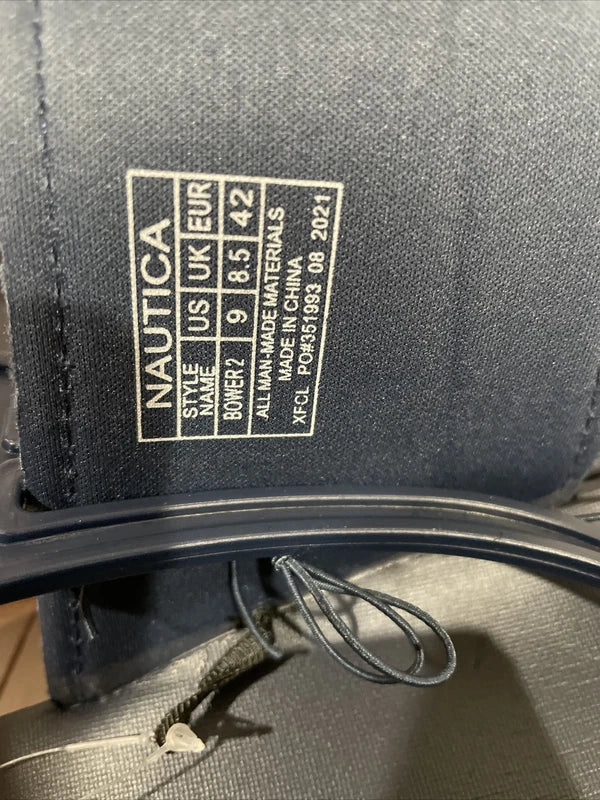 NAUTICA
STYLE NAME US UK EUR
BOWER 2 9 8.5 42
ALL MAN-MADE MATERIALS
MADE IN CHINA
XFCL PO#351993 08 2021